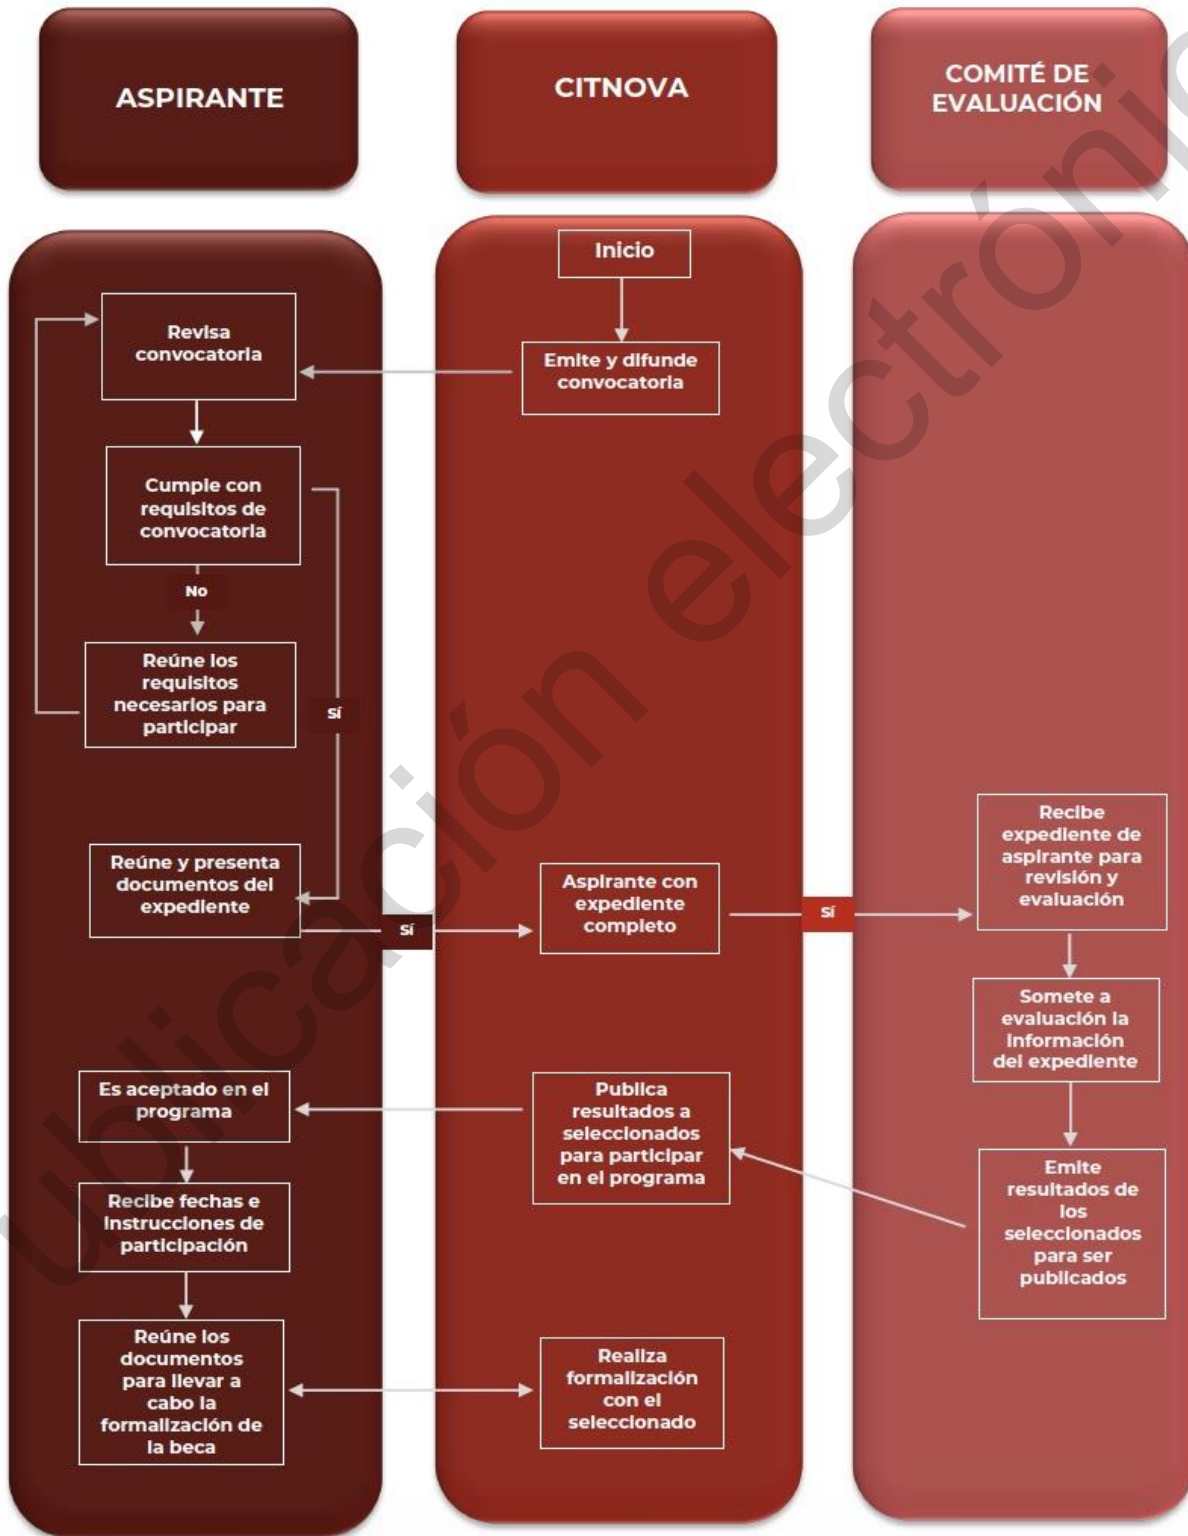 ASPIRANTE
CITNOVA
COMITÉ DE
EVALUACIÓN
Inicio
Emite y difunde
convocatoria
Revisa
convocatoria
Cumple con
requisitos de
convocatoria
No
Reúne los
requisitos
necesarios para
participar
Sí
Reúne y presenta
documentos del
expediente
Sí
Aspirante con
expediente
completo
Sí
Recibe
expediente de
aspirante para
revisión y
evaluación
Somete a
evaluación la
información
del expediente
Emite
resultados de
los
seleccionados
para ser
publicados
Publica
resultados a
seleccionados
para participar
en el programa
Es aceptado en el
programa
Recibe fechas e
instrucciones de
participación
Reúne los
documentos
para llevar a
cabo la
formalización de
la beca
Realiza
formalización
con el
seleccionado
ublicación electrónic